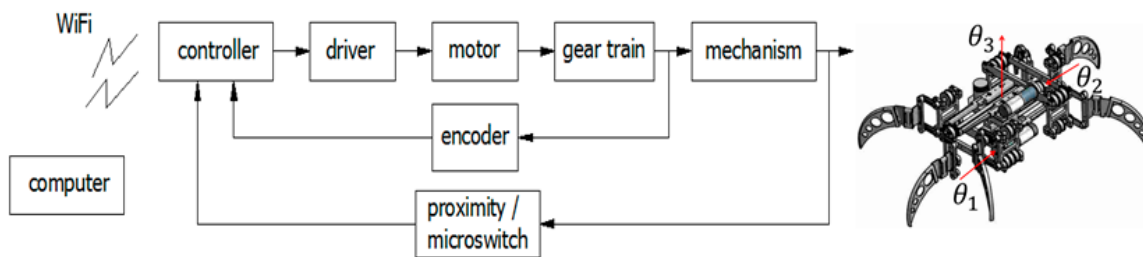 WiFi
controller
driver
motor
gear train
mechanism
encoder
computer
proximity /
microswitch
θ₃
θ₂
θ₁